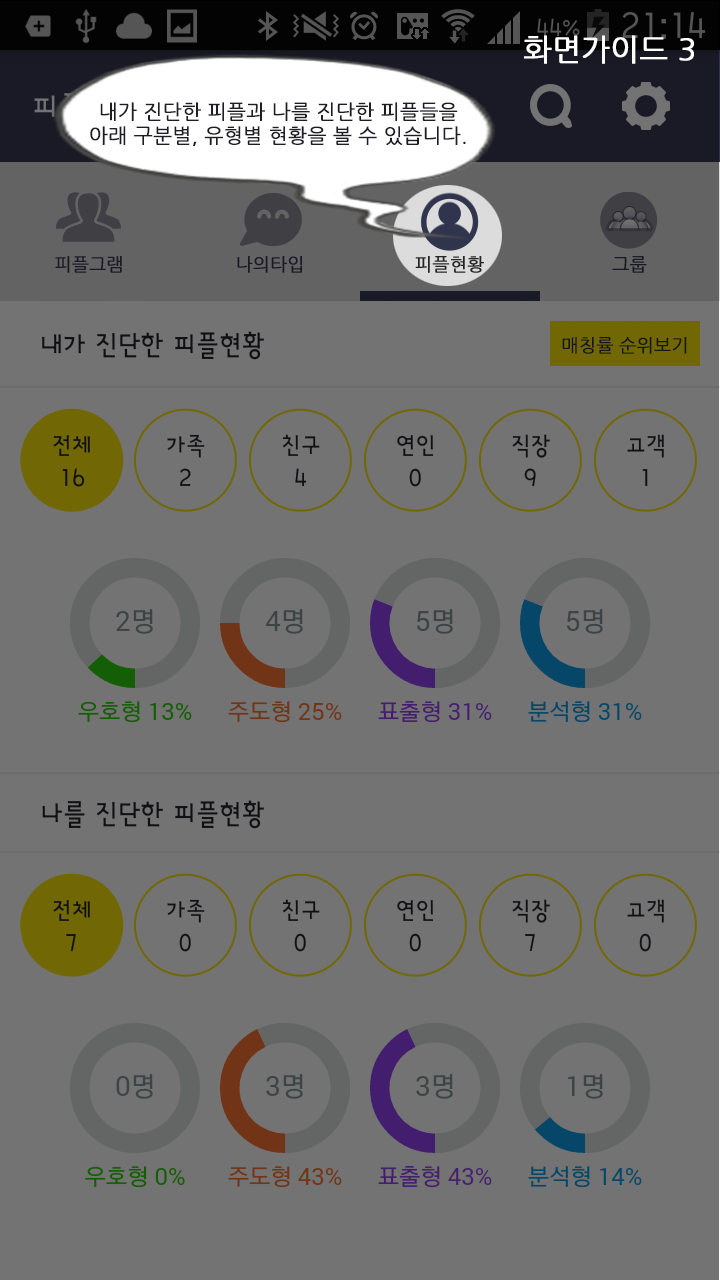 44% 21:14
화면가이드 3
피
내가 진단한 피플과 나를 진단한 피플들을
아래 구분별, 유형별 현황을 볼 수 있습니다.
피플그램 나의타입 피플현황 그룹
내가 진단한 피플현황 매칭률 순위보기
전체 가족 친구 연인 직장 고객
16 2 4 0 9 1
2명 4명 5명 5명
우호형 13% 주도형 25% 표출형 31% 분석형 31%
나를 진단한 피플현황
전체 가족 친구 연인 직장 고객
7 0 0 0 7 0
0명 3명 3명 1명
우호형 0% 주도형 43% 표출형 43% 분석형 14%